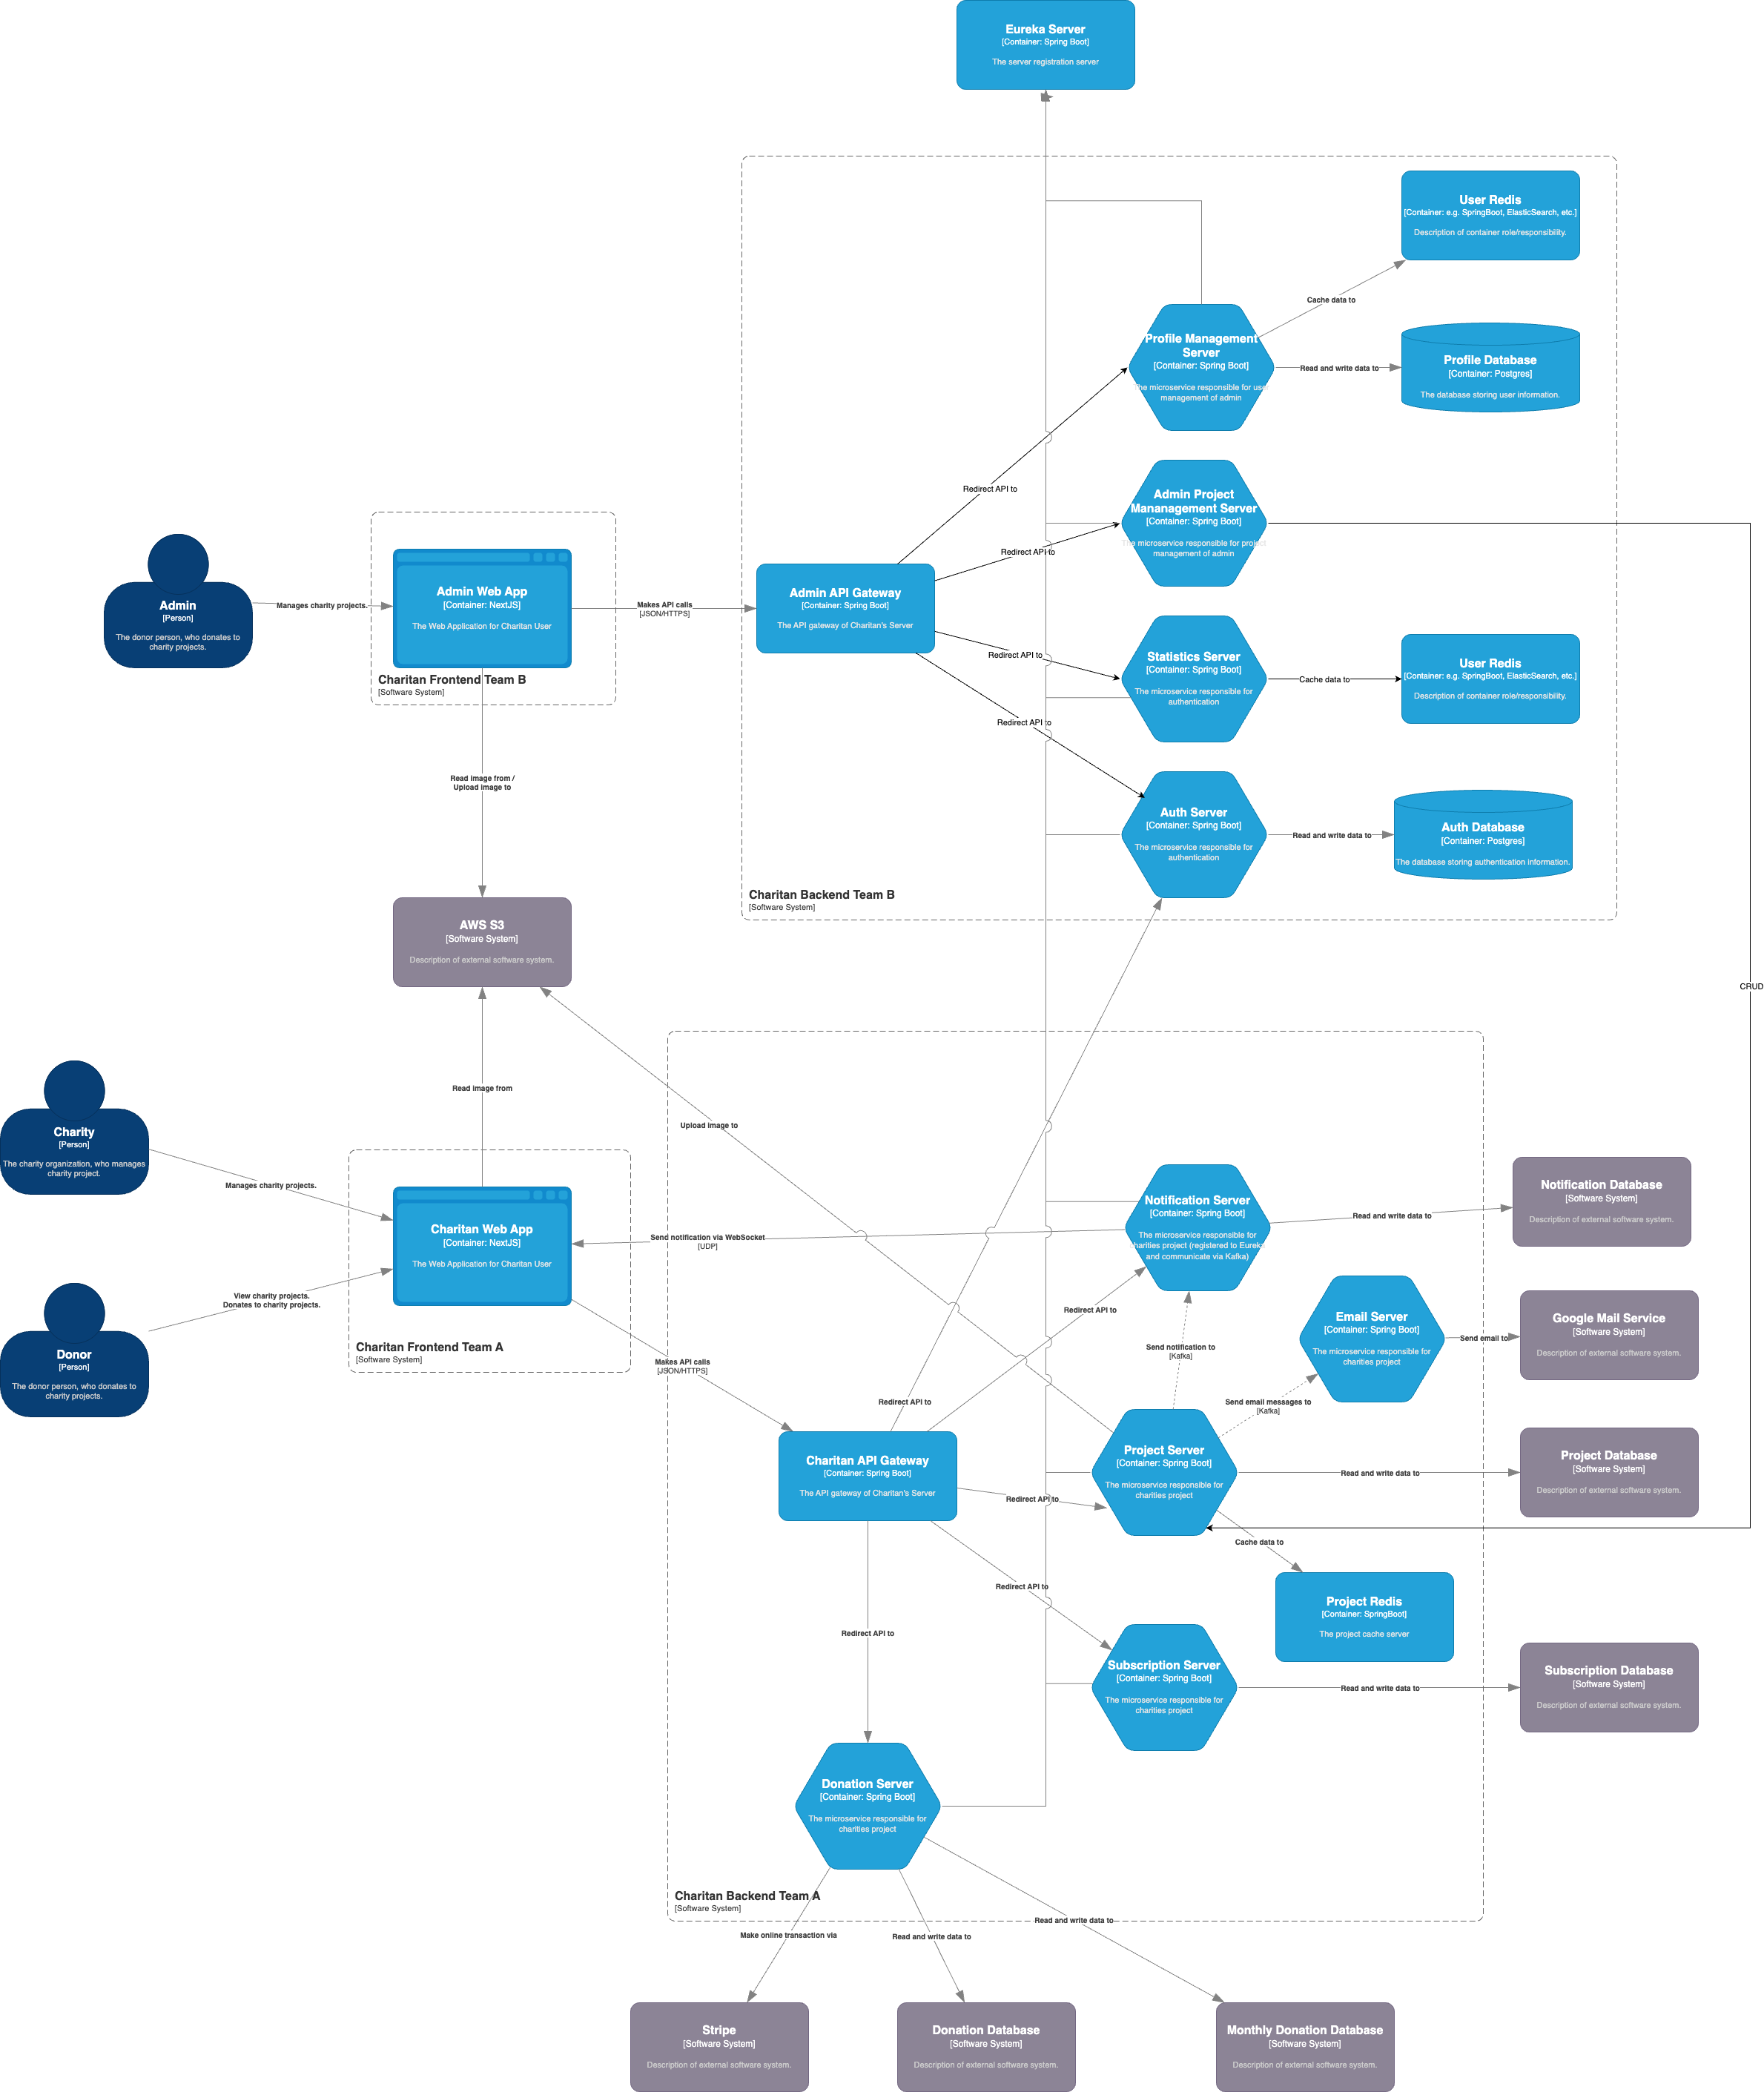 Eureka Server
[Container: Spring Boot]
The server registration server
User Redis
[Container: e.g. SpringBoot, ElasticSearch, etc.]
Description of container role/responsibility.
Cache data to
Profile Management
Server
[Container: Spring Boot]
The microservice responsible for user
management of admin
Read and write data to
Profile Database
[Container: Postgres]
The database storing user information.
Redirect API to
Admin Project
Mananagement Server
[Container: Spring Boot]
The microservice responsible for project
management of admin
Redirect API to
Admin
[Person]
The donor person, who donates to
charity projects.
Manages charity projects.
Admin Web App
[Container: NextJS]
The Web Application for Charitan User
Charitan Frontend Team B
[Software System]
Makes API calls
[JSON/HTTPS]
Admin API Gateway
[Container: Spring Boot]
The API gateway of Charitan's Server
Redirect API to
Statistics Server
[Container: Spring Boot]
The microservice responsible for
authentication
Cache data to
User Redis
[Container: e.g. SpringBoot, ElasticSearch, etc.]
Description of container role/responsibility.
Redirect API to
Read image from /
Upload image to
Auth Server
[Container: Spring Boot]
The microservice responsible for
authentication
Read and write data to
Auth Database
[Container: Postgres]
The database storing authentication information.
Charitan Backend Team B
[Software System]
AWS S3
[Software System]
Description of external software system.
CRUD
Read image from
Upload image to
Charity
[Person]
The charity organization, who manages
charity project.
Manages charity projects.
Charitan Web App
[Container: NextJS]
The Web Application for Charitan User
Send notification via WebSocket
[UDP]
Notification Server
[Container: Spring Boot]
The microservice responsible for
charities project (registered to Eureka
and communicate via Kafka)
Read and write data to
Notification Database
[Software System]
Description of external software system.
View charity projects.
Donates to charity projects.
Donor
[Person]
The donor person, who donates to
charity projects.
Charitan Frontend Team A
[Software System]
Makes API calls
[JSON/HTTPS]
Redirect API to
Send notification to
[Kafka]
Email Server
[Container: Spring Boot]
The microservice responsible for
charities project
Send email to
Google Mail Service
[Software System]
Description of external software system.
Redirect API to
Send email messages to
[Kafka]
Charitan API Gateway
[Container: Spring Boot]
The API gateway of Charitan's Server
Redirect API to
Project Server
[Container: Spring Boot]
The microservice responsible for
charities project
Read and write data to
Project Database
[Software System]
Description of external software system.
Cache data to
Project Redis
[Container: SpringBoot]
The project cache server
Redirect API to
Redirect API to
Subscription Server
[Container: Spring Boot]
The microservice responsible for
charities project
Read and write data to
Subscription Database
[Software System]
Description of external software system.
Donation Server
[Container: Spring Boot]
The microservice responsible for
charities project
Charitan Backend Team A
[Software System]
Make online transaction via
Read and write data to
Read and write data to
Stripe
[Software System]
Description of external software system.
Donation Database
[Software System]
Description of external software system.
Monthly Donation Database
[Software System]
Description of external software system.